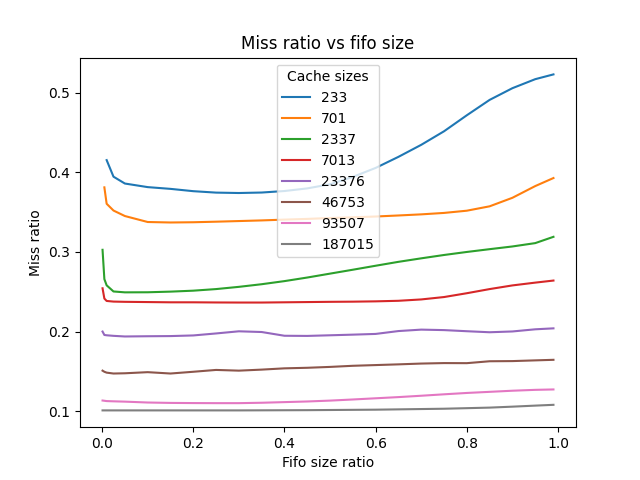 Miss ratio vs fifo size
Cache sizes
233
701
2337
7013
23376
46753
93507
187015
0.5
0.4
0.3
0.2
0.1
Miss ratio
0.0 0.2 0.4 0.6 0.8 1.0
Fifo size ratio